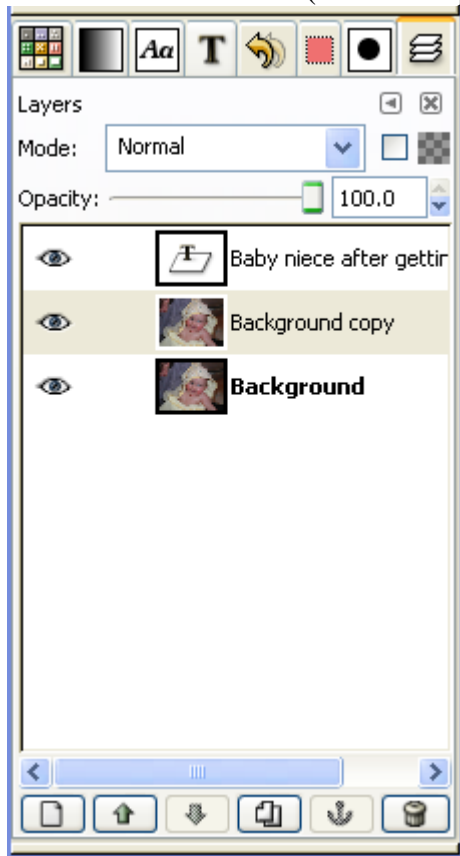 Aa T
Layers
Mode: Normal
Opacity: 100.0
T Baby niece after gettin
Background copy
Background